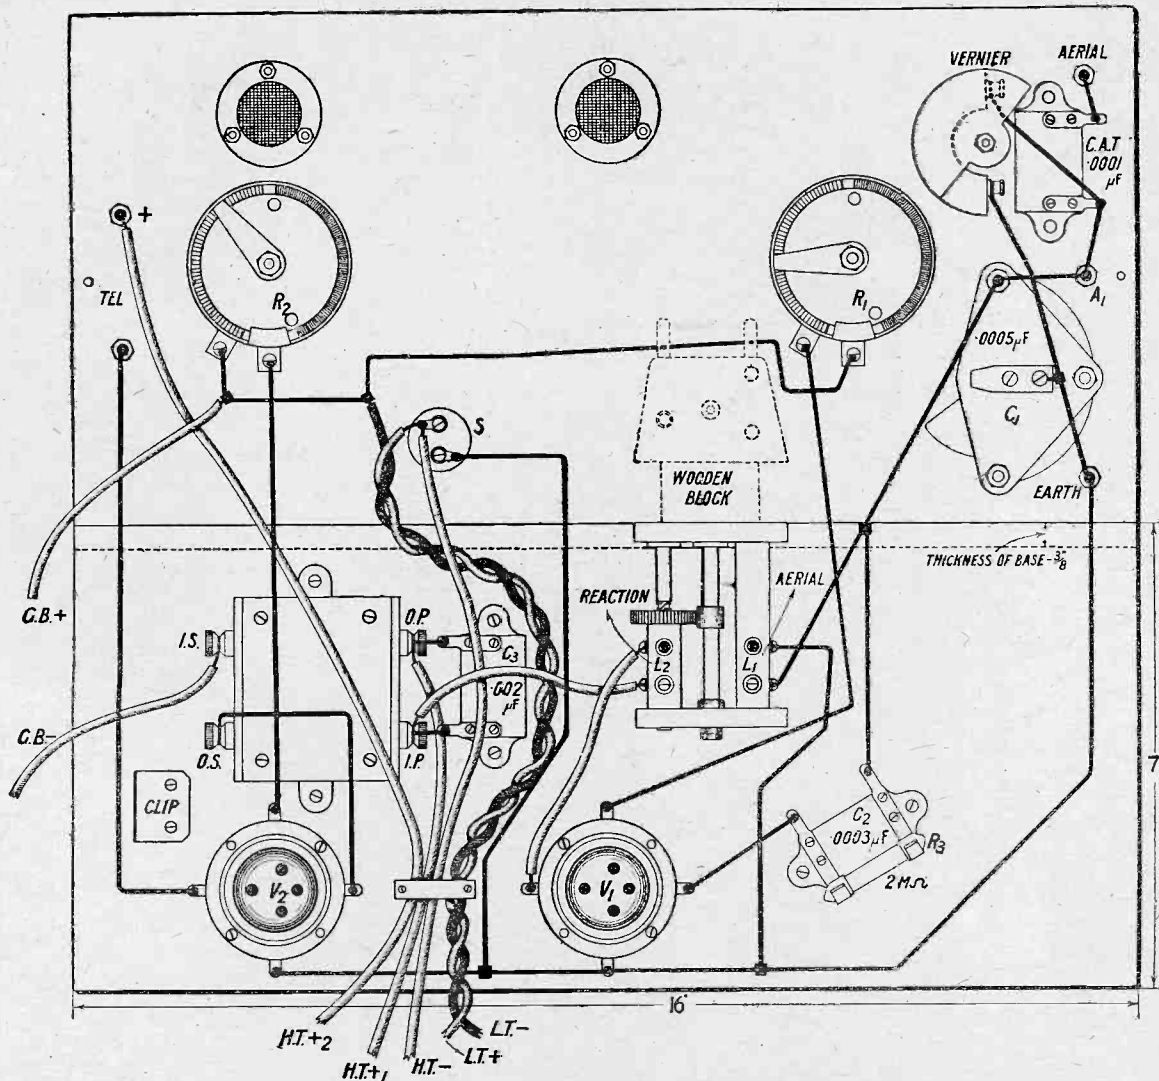 VERNIER
AERIAL
C.A.T
.0001
μF
+
TEL
R2
R1
A1
.0005μF
C1
S
WOODEN
BLOCK
EARTH
THICKNESS OF BASE - 3/8"
G.B.+
REACTION
AERIAL
I.S.
O.P.
C3
.002
μF
L2
L1
G.B-
O.S.
I.P.
7"
CLIP
C2
.0003μF
R3
2MΩ
V2
V1
16"
H.T.+2
H.T.+1
H.T.-
L.T.+
L.T.-